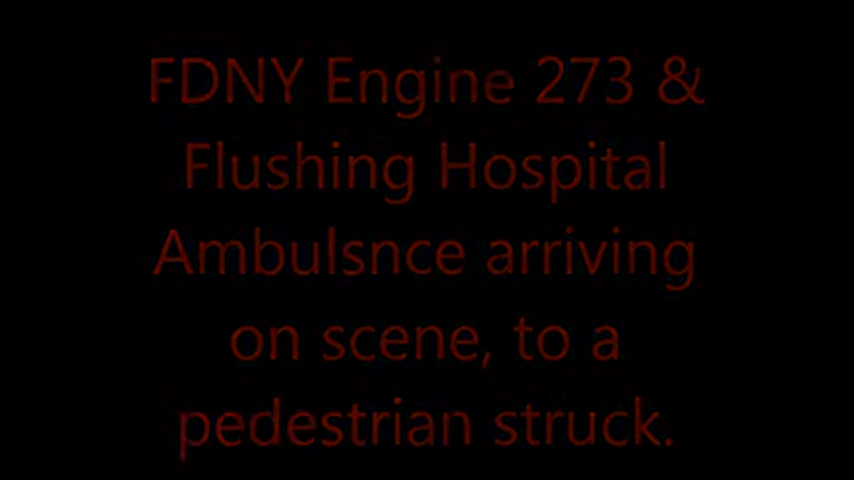 FDNY Engine 273 &
Flushing Hospital
Ambulsnce arriving
on scene, to a
pedestrian struck.